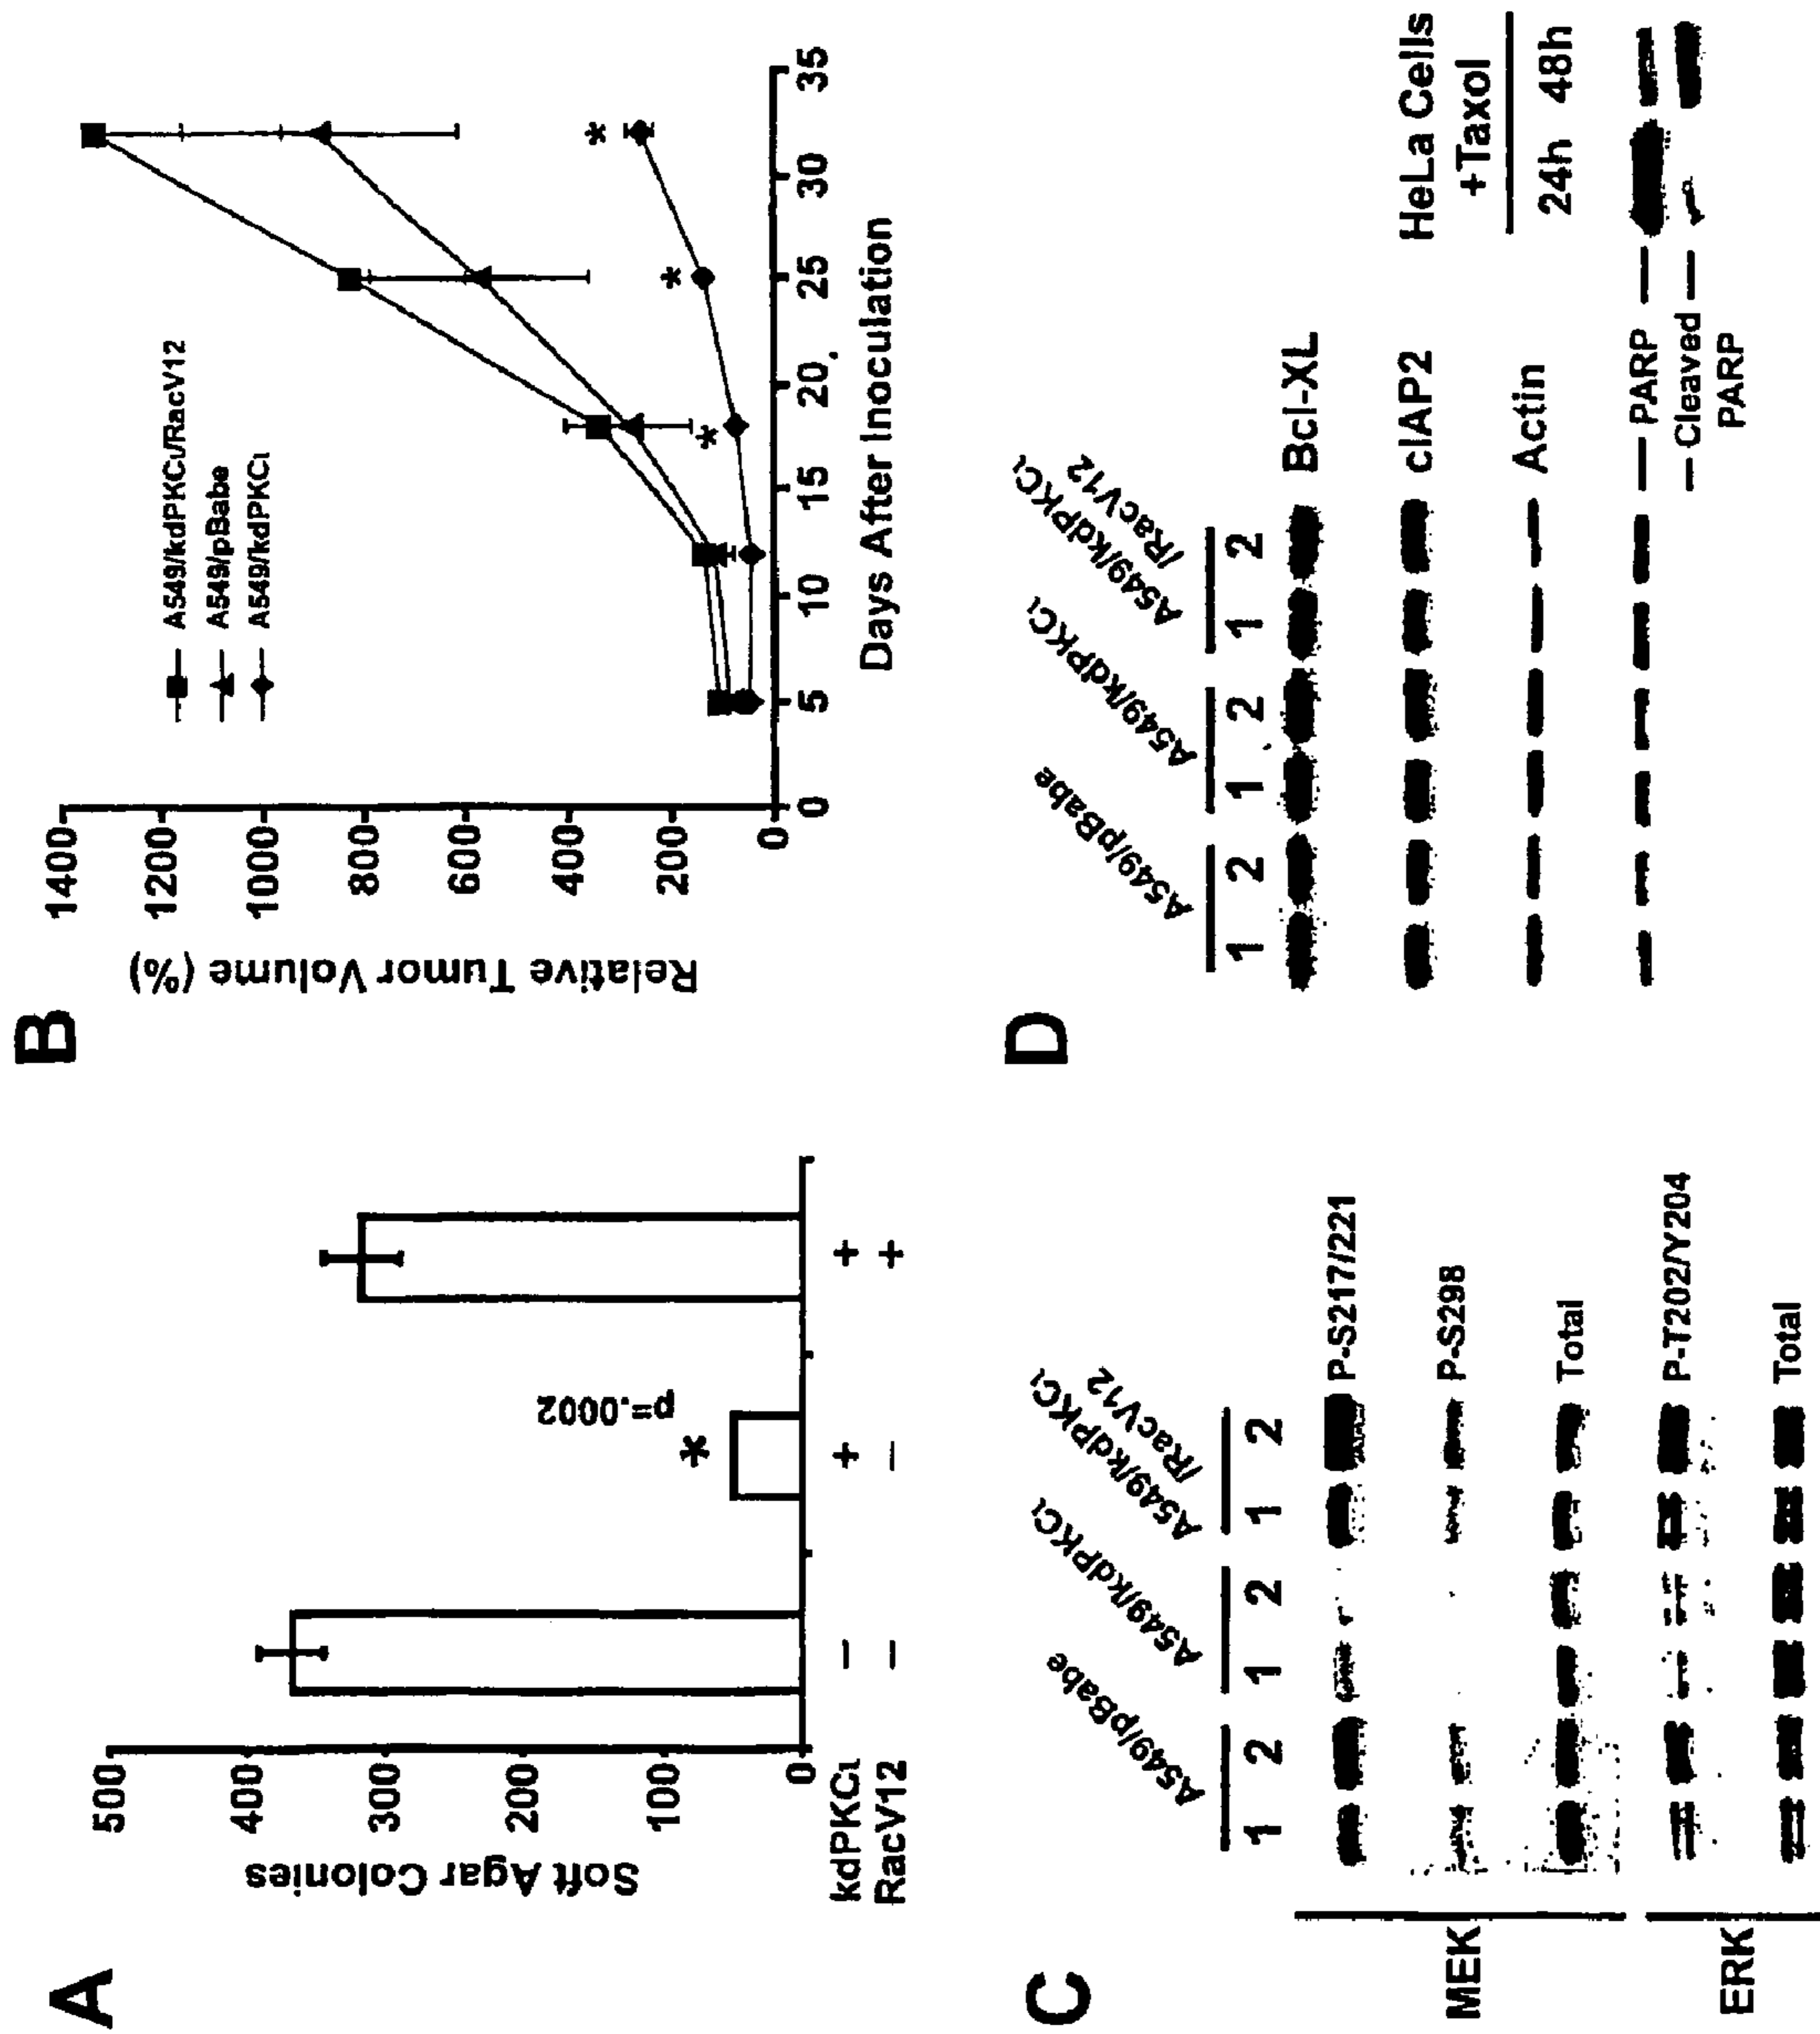 A
Soft Agar Colonies
500
400
300
200
100
0
p=.0002
*
kdPKCι – + +
RacV12 – – +
B
Relative Tumor Volume (%)
1400
1200
1000
800
600
400
200
0
A549/kdPKCι/RacV12
A549/pBabe
A549/kdPKCι
* * *
0 5 10 15 20 25 30 35
Days After Inoculation
C
A549/pBabe
A549/kdPKCι
A549/kdPKCι
/RacV12
1 2 1 2 1 2
MEK
P-S217/221
P-S298
Total
ERK
P-T202/Y204
Total
D
A549/pBabe
A549/kdPKCι
A549/kdPKCι
/RacV12
1 2 1 2 1 2
Bcl-XL
cIAP2
Actin
PARP
Cleaved
PARP
HeLa Cells
+Taxol
24h 48h